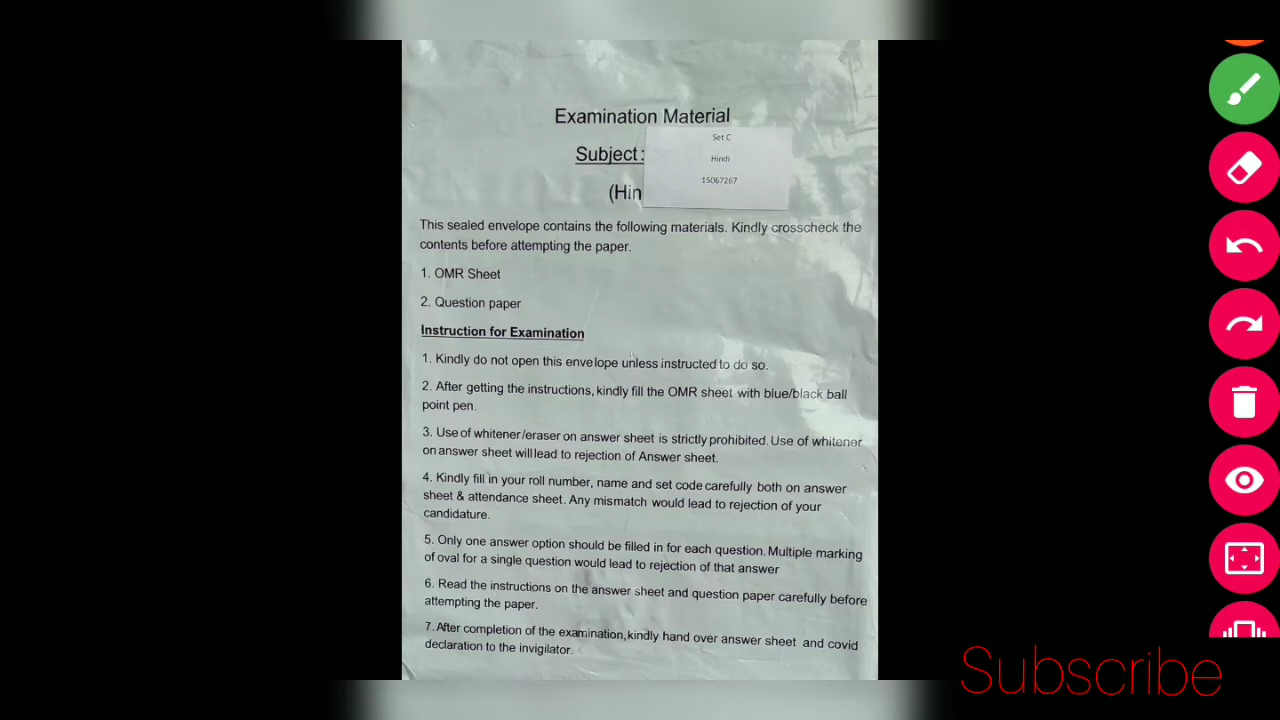 Examination Material
Set C
Subject :
Hindi
15067267
(Hin
This sealed envelope contains the following materials. Kindly crosscheck the
contents before attempting the paper.
1. OMR Sheet
2. Question paper
Instruction for Examination
1. Kindly do not open this envelope unless instructed to do so.
2. After getting the instructions, kindly fill the OMR sheet with blue/black ball
point pen.
3. Use of whitener/eraser on answer sheet is strictly prohibited. Use of whitener
on answer sheet will lead to rejection of Answer sheet.
4. Kindly fill in your roll number, name and set code carefully both on answer
sheet & attendance sheet. Any mismatch would lead to rejection of your
candidature.
5. Only one answer option should be filled in for each question. Multiple marking
of oval for a single question would lead to rejection of that answer
6. Read the instructions on the answer sheet and question paper carefully before
attempting the paper.
7. After completion of the examination, kindly hand over answer sheet and covid
declaration to the invigilator.
Subscribe